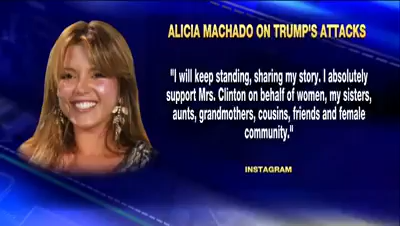 ALICIA MACHADO ON TRUMP'S ATTACKS
"I will keep standing, sharing my story. I absolutely
support Mrs. Clinton on behalf of women, my sisters,
aunts, grandmothers, cousins, friends and female
community."
INSTAGRAM